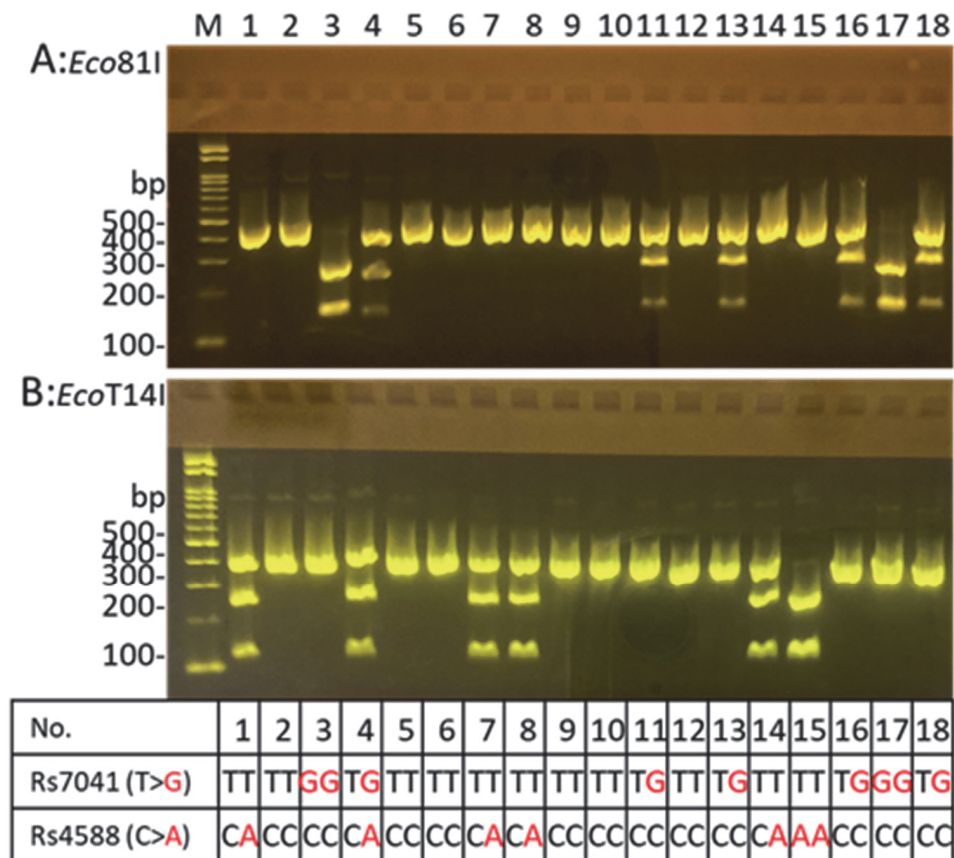 M 1 2 3 4 5 6 7 8 9 10 11 12 13 14 15 16 17 18
A:Eco81I
bp
500-
400-
300-
200-
100-
B:EcoT14I
bp
500-
400-
300-
200-
100-
No. 1 2 3 4 5 6 7 8 9 10 11 12 13 14 15 16 17 18
Rs7041 (T>G) TT TT GG TG TT TT TT TT TT TT TG TT TG TT TT TG GG TG
Rs4588 (C>A) CA CC CC CA CC CC CA CA CC CC CC CC CC CA AA CC CC CC